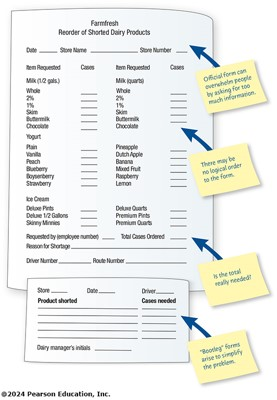 Farmfresh
Reorder of Shorted Dairy Products
Date Store Name Store Number
Item Requested Cases Item Requested Cases
Milk (1/2 gals.) Milk (quarts)
Whole Whole
2% 2%
1% 1%
Skim Skim
Buttermilk Buttermilk
Chocolate Chocolate
Yogurt
Plain Pineapple
Vanilla Dutch Apple
Peach Banana
Blueberry Mixed Fruit
Boysenberry Raspberry
Strawberry Lemon
Ice Cream
Deluxe Pints Deluxe Quarts
Deluxe 1/2 Gallons Premium Pints
Skinny Minnies Premium Quarts
Requested by (employee number) Total Cases Ordered
Reason for Shortage
Driver Number Route Number
Store Date Driver
Product shorted Cases needed
Dairy manager's initials
Official form can
overwhelm people
by asking for too
much information.
There may be
no logical order
to the form.
Is the total
really needed?
"Bootleg" forms
arise to simplify
the problem.
©2024 Pearson Education, Inc.